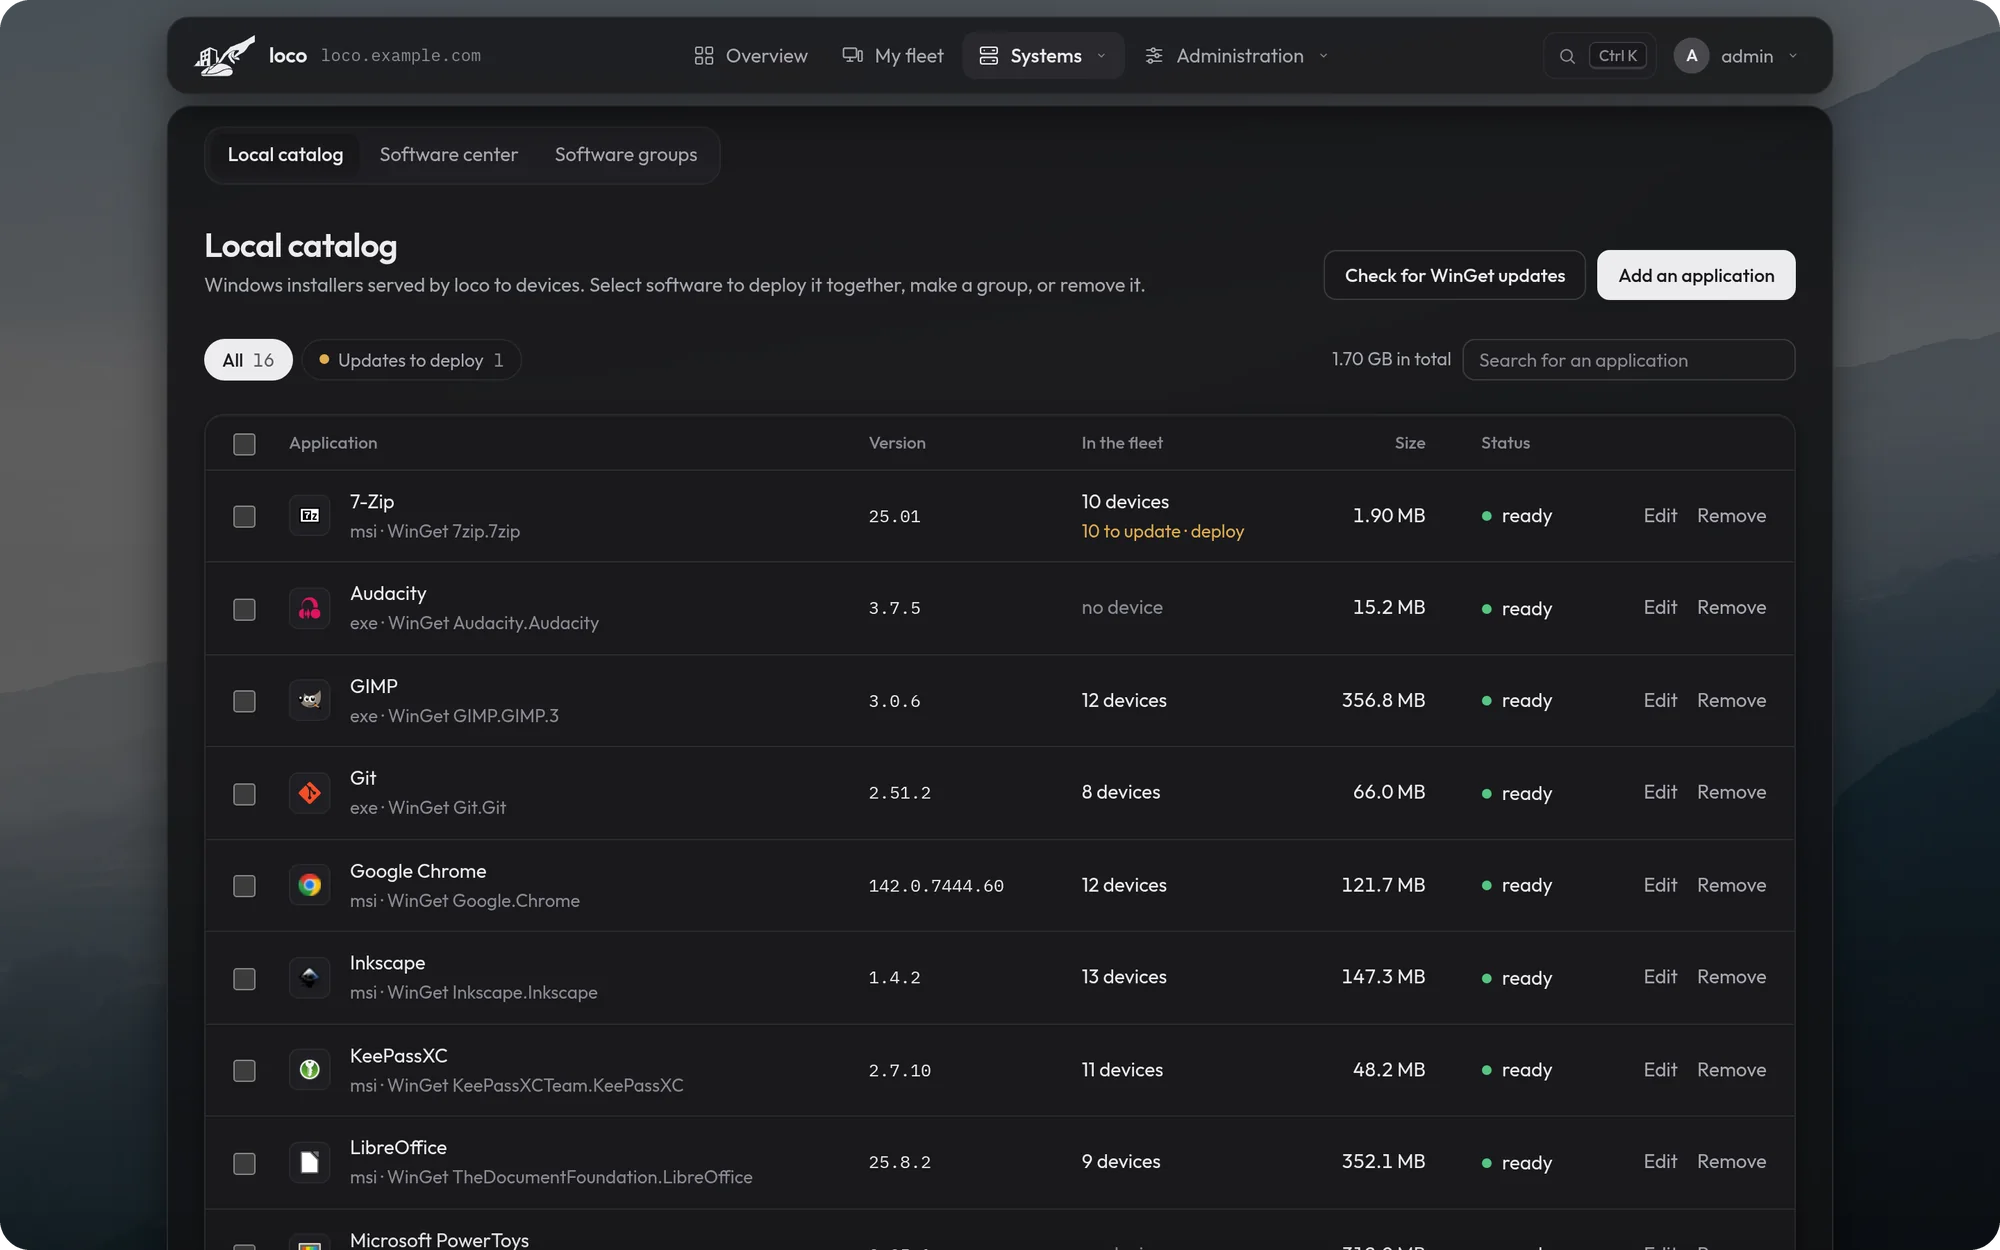 loco loco.example.com Overview My fleet Systems Administration Ctrl K A admin
Local catalog Software center Software groups
Local catalog
Windows installers served by loco to devices. Select software to deploy it together, make a group, or remove it.
Check for WinGet updates Add an application
All 16 Updates to deploy 1 1.70 GB in total Search for an application
Application Version In the fleet Size Status
7-Zip
msi · WinGet 7zip.7zip
25.01
10 devices
10 to update · deploy
1.90 MB ready Edit Remove
Audacity
exe · WinGet Audacity.Audacity
3.7.5 no device 15.2 MB ready Edit Remove
GIMP
exe · WinGet GIMP.GIMP.3
3.0.6 12 devices 356.8 MB ready Edit Remove
Git
exe · WinGet Git.Git
2.51.2 8 devices 66.0 MB ready Edit Remove
Google Chrome
msi · WinGet Google.Chrome
142.0.7444.60 12 devices 121.7 MB ready Edit Remove
Inkscape
msi · WinGet Inkscape.Inkscape
1.4.2 13 devices 147.3 MB ready Edit Remove
KeePassXC
msi · WinGet KeePassXCTeam.KeePassXC
2.7.10 11 devices 48.2 MB ready Edit Remove
LibreOffice
msi · WinGet TheDocumentFoundation.LibreOffice
25.8.2 9 devices 352.1 MB ready Edit Remove
Microsoft PowerToys